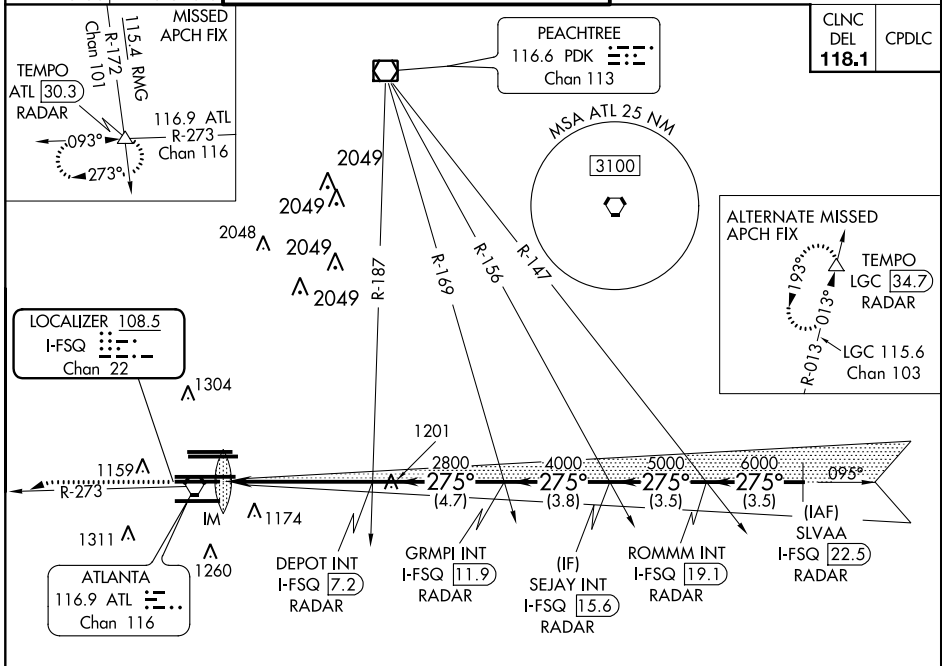 MISSED
APCH FIX
115.4 RMG
R-172
Chan 101
TEMPO
ATL 30.3
RADAR
116.9 ATL
R-273
Chan 116
093°
273°
PEACHTREE
116.6 PDK
Chan 113
CLNC
DEL
118.1
CPDLC
MSA ATL 25 NM
3100
2049
2049
2048
2049
2049
R-187
R-169
R-156
R-147
ALTERNATE MISSED
APCH FIX
TEMPO
LGC 34.7
RADAR
193°
013°
R-013
LGC 115.6
Chan 103
LOCALIZER 108.5
I-FSQ
Chan 22
1304
1201
1159
R-273
IM
1174
1311
1260
2800
4000
5000
6000
275°
275°
275°
275°
095°
(4.7)
(3.8)
(3.5)
(3.5)
ATLANTA
116.9 ATL
Chan 116
DEPOT INT
I-FSQ 7.2
RADAR
GRMPI INT
I-FSQ 11.9
RADAR
(IF)
SEJAY INT
I-FSQ 15.6
RADAR
ROMMM INT
I-FSQ 19.1
RADAR
(IAF)
SLVAA
I-FSQ 22.5
RADAR